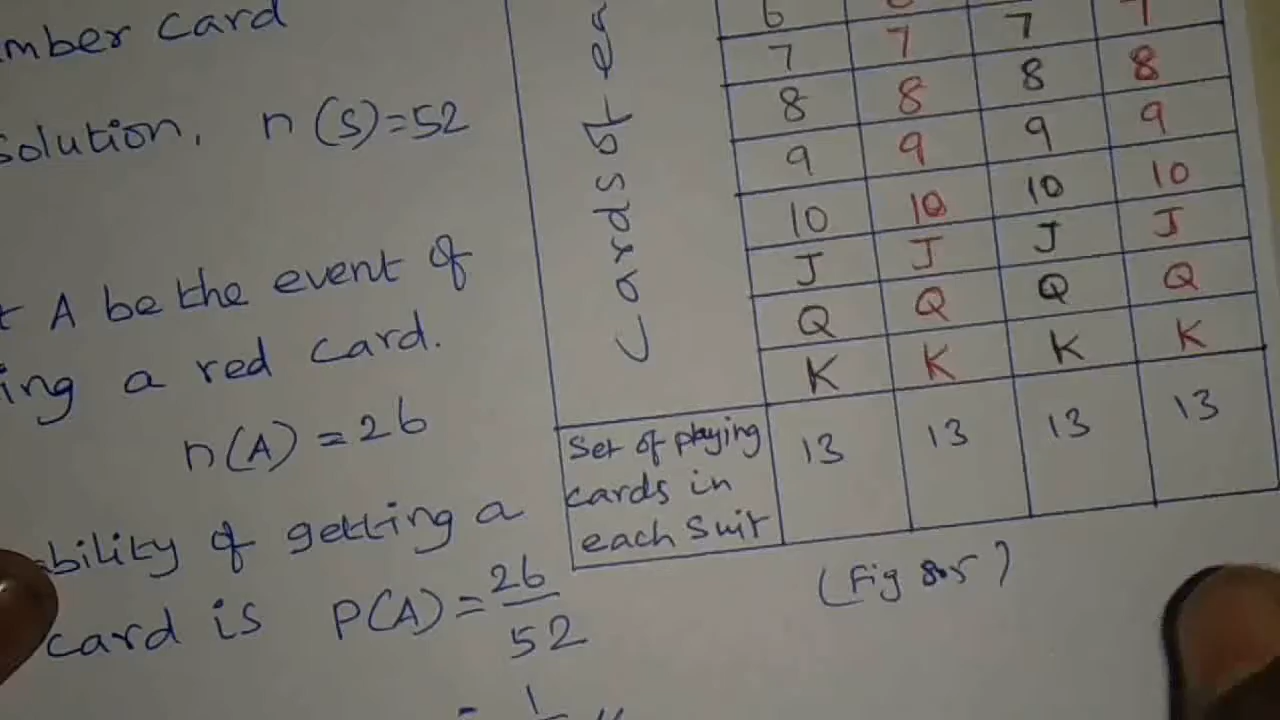 mber card
Solution, n(S)=52
A be the event of
ing a red card.
n(A) = 26
bility of getting a
card is P(A) = 26/52
= 1
Cards of
6 7
7 7 7 7
8 8 8 8
9 9 9 9
10 10 10 10
J J J J
Q Q Q Q
K K K K
Set of playing
cards in
each suit
13 13 13 13
(Fig 8.5)